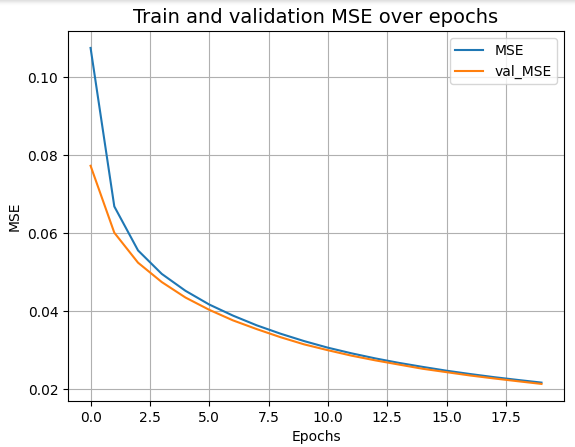 Train and validation MSE over epochs
MSE
val_MSE
0.10
0.08
0.06
0.04
0.02
MSE
0.0 2.5 5.0 7.5 10.0 12.5 15.0 17.5
Epochs